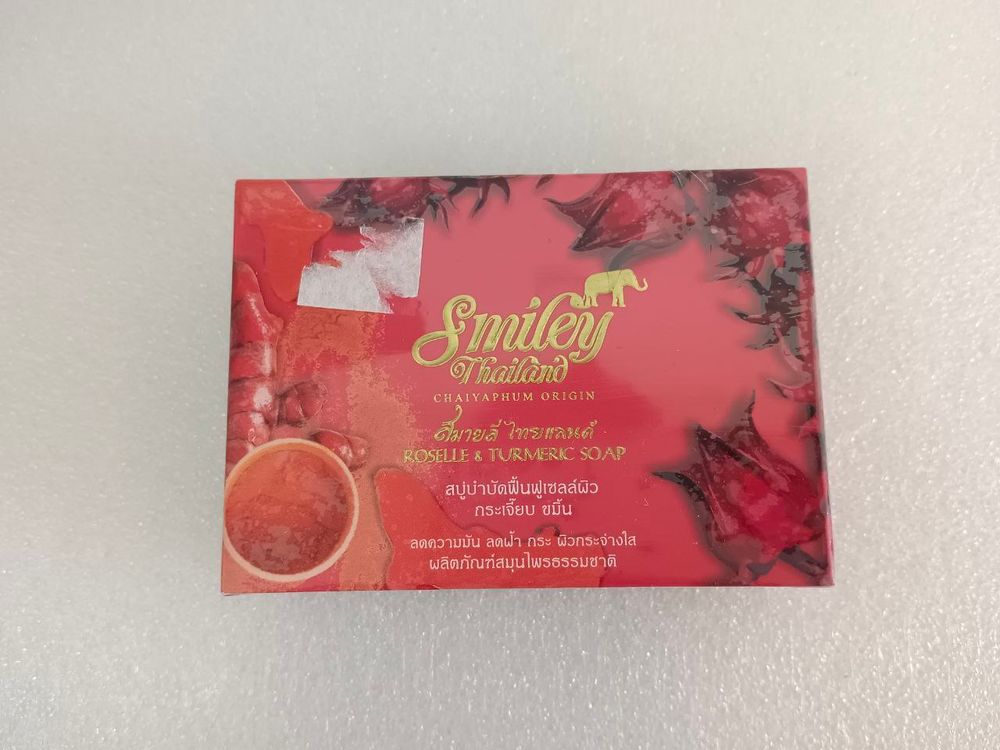 Smiley
Thailand
CHAIYAPHUM ORIGIN
สมายลี่ ไทยแลนด์
ROSELLE & TURMERIC SOAP
สบู่บำบัดฟื้นฟูเซลล์ผิว
กระเจี๊ยบ ขมิ้น
ลดความมัน ลดฝ้า กระ ผิวกระจ่างใส
ผลิตภัณฑ์สมุนไพรธรรมชาติ